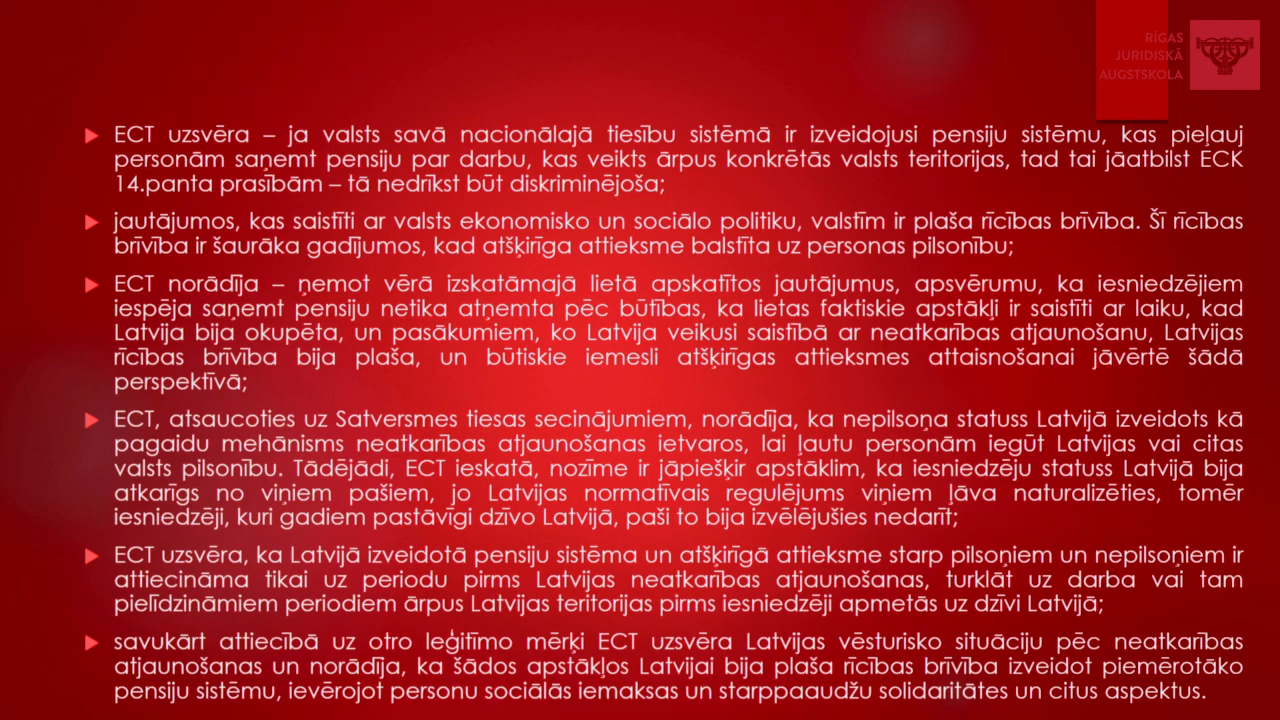 RĪGAS
JURIDISKĀ
AUGSTSKOLA
ECT uzsvēra – ja valsts savā nacionālajā tiesību sistēmā ir izveidojusi pensiju sistēmu, kas pieļauj
personām saņemt pensiju par darbu, kas veikts ārpus konkrētās valsts teritorijas, tad tai jāatbilst ECK
14.panta prasībām – tā nedrīkst būt diskriminējoša;
jautājumos, kas saistīti ar valsts ekonomisko un sociālo politiku, valstīm ir plaša rīcības brīvība. Šī rīcības
brīvība ir šaurāka gadījumos, kad atšķirīga attieksme balstīta uz personas pilsonību;
ECT norādīja – ņemot vērā izskatāmajā lietā apskatītos jautājumus, apsvērumu, ka iesniedzējiem
iespēja saņemt pensiju netika atņemta pēc būtības, ka lietas faktiskie apstākļi ir saistīti ar laiku, kad
Latvija bija okupēta, un pasākumiem, ko Latvija veikusi saistībā ar neatkarības atjaunošanu, Latvijas
rīcības brīvība bija plaša, un būtiskie iemesli atšķirīgas attieksmes attaisnošanai jāvērtē šādā
perspektīvā;
ECT, atsaucoties uz Satversmes tiesas secinājumiem, norādīja, ka nepilsoņa statuss Latvijā izveidots kā
pagaidu mehānisms neatkarības atjaunošanas ietvaros, lai ļautu personām iegūt Latvijas vai citas
valsts pilsonību. Tādējādi, ECT ieskatā, nozīme ir jāpiešķir apstāklim, ka iesniedzēju statuss Latvijā bija
atkarīgs no viņiem pašiem, jo Latvijas normatīvais regulējums viņiem ļāva naturalizēties, tomēr
iesniedzēji, kuri gadiem pastāvīgi dzīvo Latvijā, paši to bija izvēlējušies nedarīt;
ECT uzsvēra, ka Latvijā izveidotā pensiju sistēma un atšķirīgā attieksme starp pilsoņiem un nepilsoņiem ir
attiecināma tikai uz periodu pirms Latvijas neatkarības atjaunošanas, turklāt uz darba vai tam
pielīdzināmiem periodiem ārpus Latvijas teritorijas pirms iesniedzēji apmetās uz dzīvi Latvijā;
savukārt attiecībā uz otro leģitīmo mērķi ECT uzsvēra Latvijas vēsturisko situāciju pēc neatkarības
atjaunošanas un norādīja, ka šādos apstākļos Latvijai bija plaša rīcības brīvība izveidot piemērotāko
pensiju sistēmu, ievērojot personu sociālās iemaksas un starppaaudžu solidaritātes un citus aspektus.